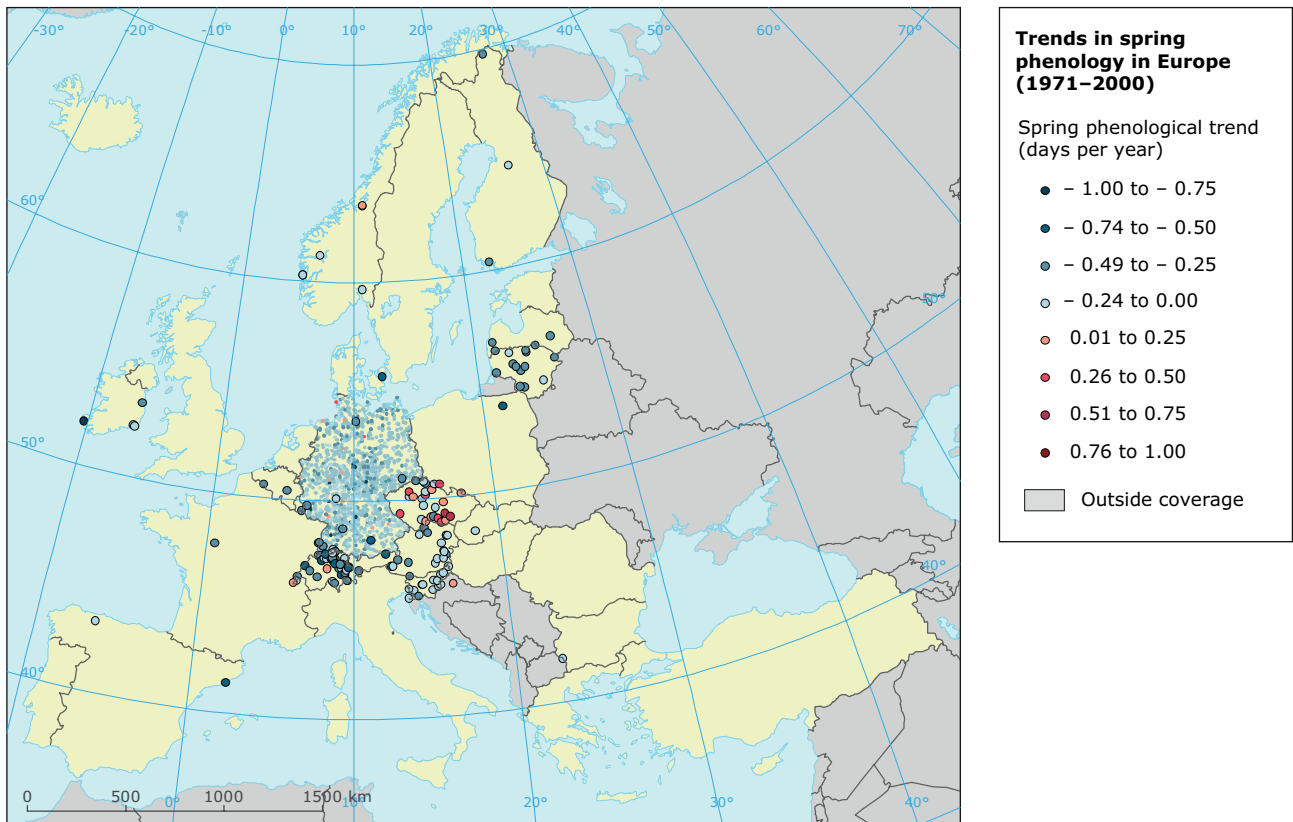 -30° -20° -10° 0° 10° 20° 30° 40° 50° 60° 70°
60°
50°
50°
40°
40°
0 500 1000 1500 km
0° 10° 20° 30° 40°
Trends in spring
phenology in Europe
(1971–2000)
Spring phenological trend
(days per year)
– 1.00 to – 0.75
– 0.74 to – 0.50
– 0.49 to – 0.25
– 0.24 to 0.00
0.01 to 0.25
0.26 to 0.50
0.51 to 0.75
0.76 to 1.00
Outside coverage